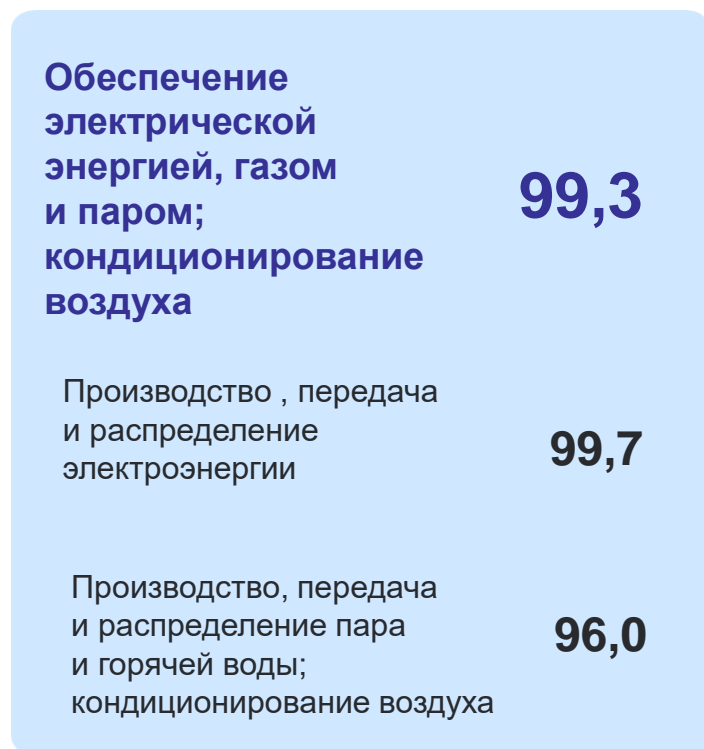 Обеспечение
электрической
энергией, газом
и паром;
кондиционирование
воздуха
99,3
Производство , передача
и распределение
электроэнергии
99,7
Производство, передача
и распределение пара
и горячей воды;
кондиционирование воздуха
96,0